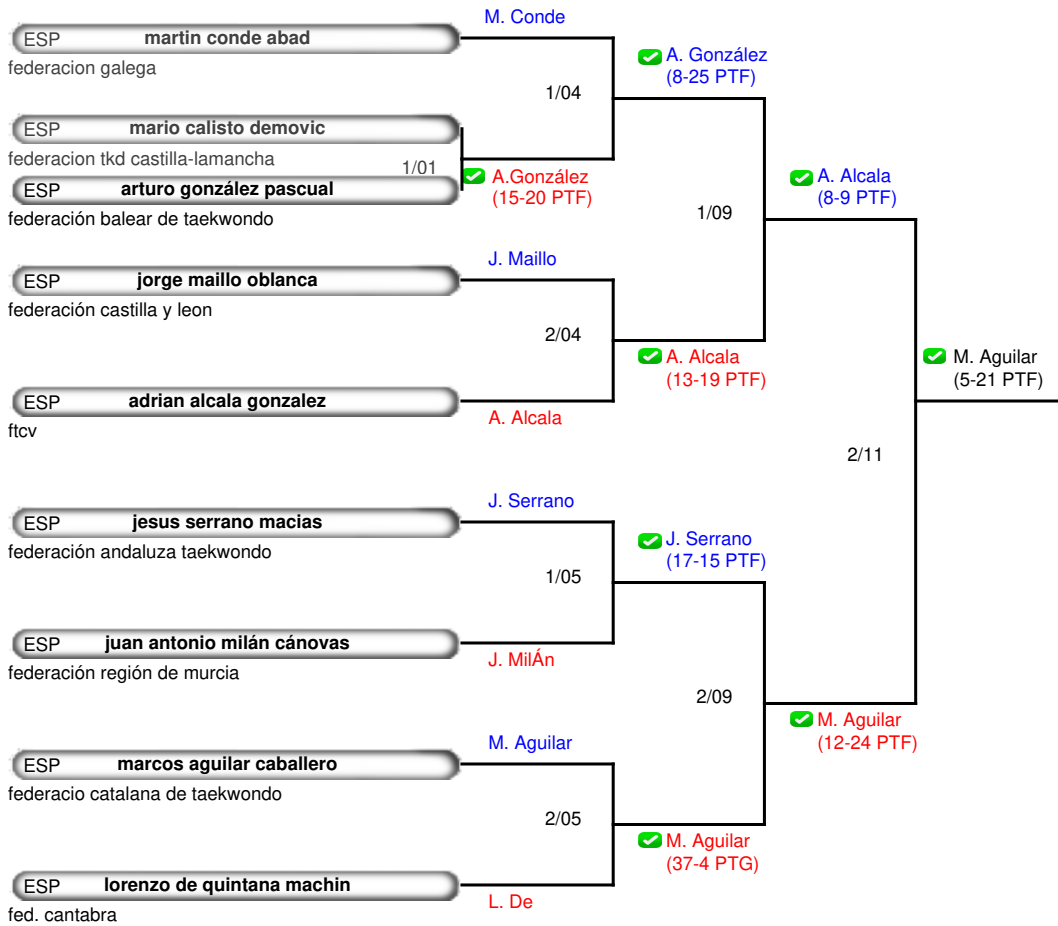 M. Conde
ESP martin conde abad
federacion galega
A. González
(8-25 PTF)
1/04
ESP mario calisto demovic
federacion tkd castilla-lamancha
1/01
A.González
(15-20 PTF)
ESP arturo gonzález pascual
federación balear de taekwondo
A. Alcala
(8-9 PTF)
1/09
J. Maillo
ESP jorge maillo oblanca
federación castilla y leon
2/04
A. Alcala
(13-19 PTF)
M. Aguilar
(5-21 PTF)
ESP adrian alcala gonzalez
ftcv
A. Alcala
2/11
J. Serrano
ESP jesus serrano macias
federación andaluza taekwondo
J. Serrano
(17-15 PTF)
1/05
ESP juan antonio milán cánovas
federación región de murcia
J. MilÁn
2/09
M. Aguilar
(12-24 PTF)
M. Aguilar
ESP marcos aguilar caballero
federacio catalana de taekwondo
2/05
M. Aguilar
(37-4 PTG)
ESP lorenzo de quintana machin
fed. cantabra
L. De